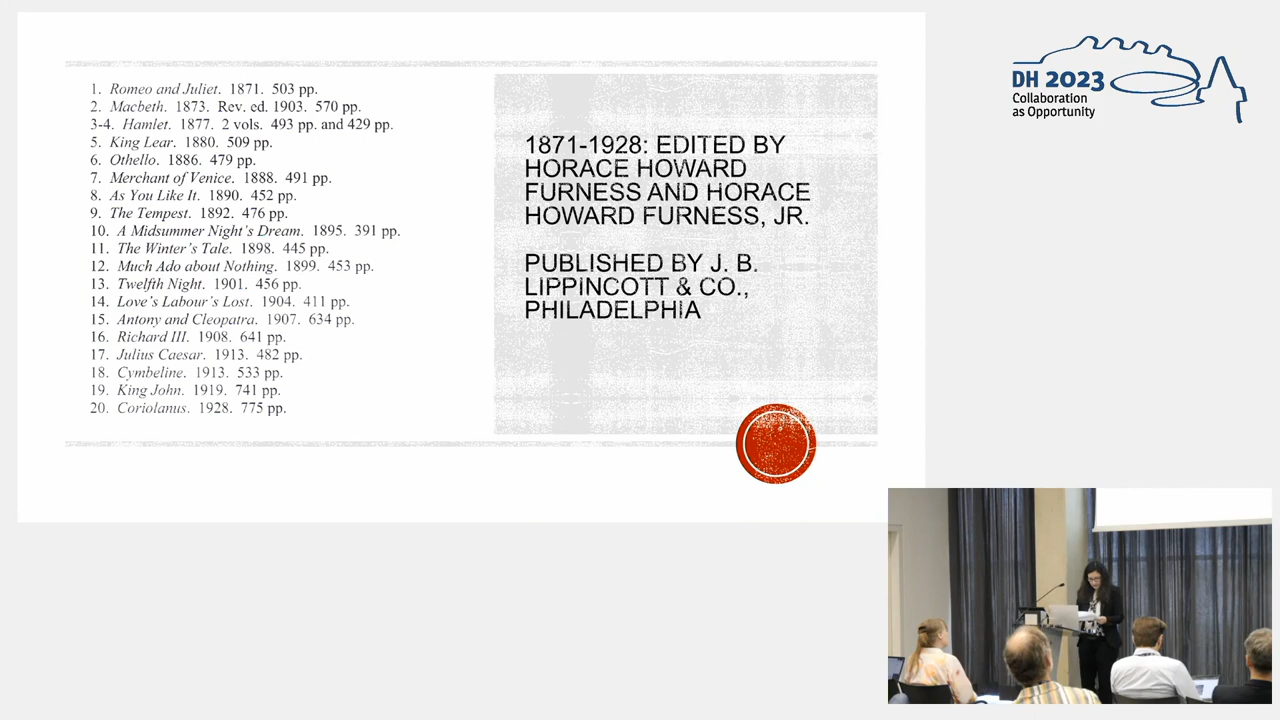 1. Romeo and Juliet. 1871. 503 pp.
2. Macbeth. 1873. Rev. ed. 1903. 570 pp.
3-4. Hamlet. 1877. 2 vols. 493 pp. and 429 pp.
5. King Lear. 1880. 509 pp.
6. Othello. 1886. 479 pp.
7. Merchant of Venice. 1888. 491 pp.
8. As You Like It. 1890. 452 pp.
9. The Tempest. 1892. 476 pp.
10. A Midsummer Night's Dream. 1895. 391 pp.
11. The Winter's Tale. 1898. 445 pp.
12. Much Ado about Nothing. 1899. 453 pp.
13. Twelfth Night. 1901. 456 pp.
14. Love's Labour's Lost. 1904. 411 pp.
15. Antony and Cleopatra. 1907. 634 pp.
16. Richard III. 1908. 641 pp.
17. Julius Caesar. 1913. 482 pp.
18. Cymbeline. 1913. 533 pp.
19. King John. 1919. 741 pp.
20. Coriolanus. 1928. 775 pp.
1871-1928: EDITED BY
HORACE HOWARD
FURNESS AND HORACE
HOWARD FURNESS, JR.
PUBLISHED BY J. B.
LIPPINCOTT & CO.,
PHILADELPHIA
DH 2023
Collaboration
as Opportunity